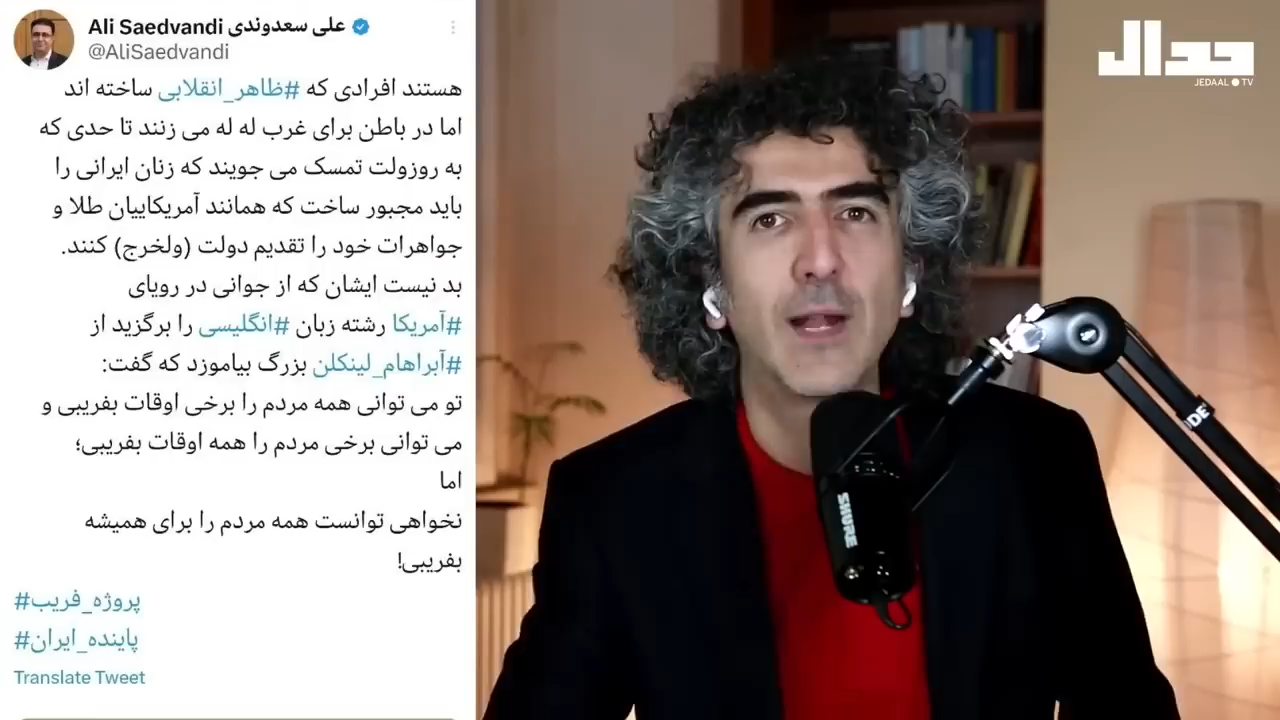 Ali Saedvandi علی سعدوندی
@AliSaedvandi
هستند افرادی که #ظاهر_انقلابی ساخته اند
اما در باطن برای غرب له له می زنند تا حدی که
به روزولت تمسک می جویند که زنان ایرانی را
باید مجبور ساخت که همانند آمریکاییان طلا و
جواهرات خود را تقدیم دولت (ولخرج) کنند.
بد نیست ایشان که از جوانی در رویای
#آمریکا رشته زبان #انگلیسی را برگزید از
#آبراهام_لینکلن بزرگ بیاموزد که گفت:
تو می توانی همه مردم را برخی اوقات بفریبی و
می توانی برخی مردم را همه اوقات بفریبی؛
اما
نخواهی توانست همه مردم را برای همیشه
بفریبی!
#پروژه_فریب
#پاینده_ایران
Translate Tweet
جدال
JEDAAL TV
SHURE